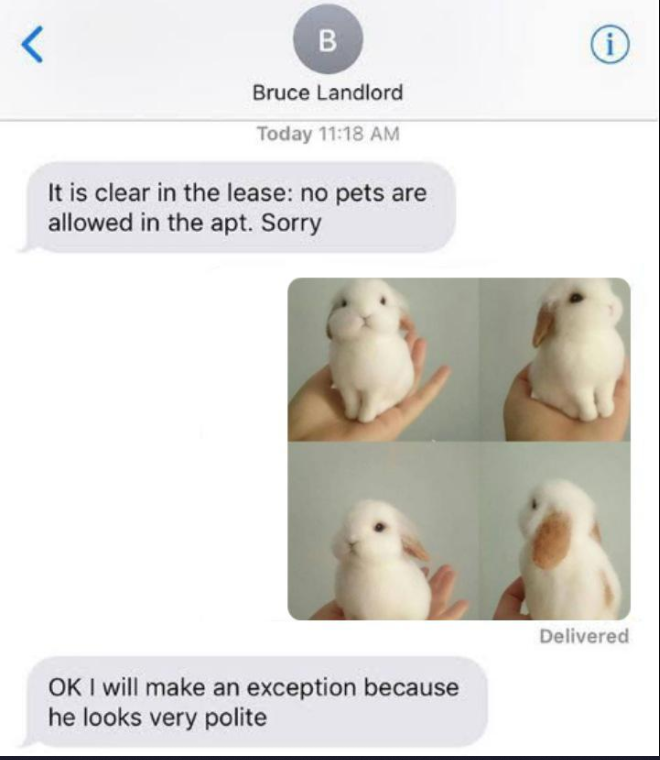 B
Bruce Landlord
Today 11:18 AM
It is clear in the lease: no pets are
allowed in the apt. Sorry
Delivered
OK I will make an exception because
he looks very polite